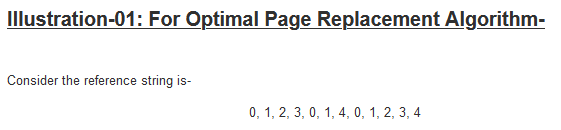 Illustration-01: For Optimal Page Replacement Algorithm-
Consider the reference string is-
0, 1, 2, 3, 0, 1, 4, 0, 1, 2, 3, 4